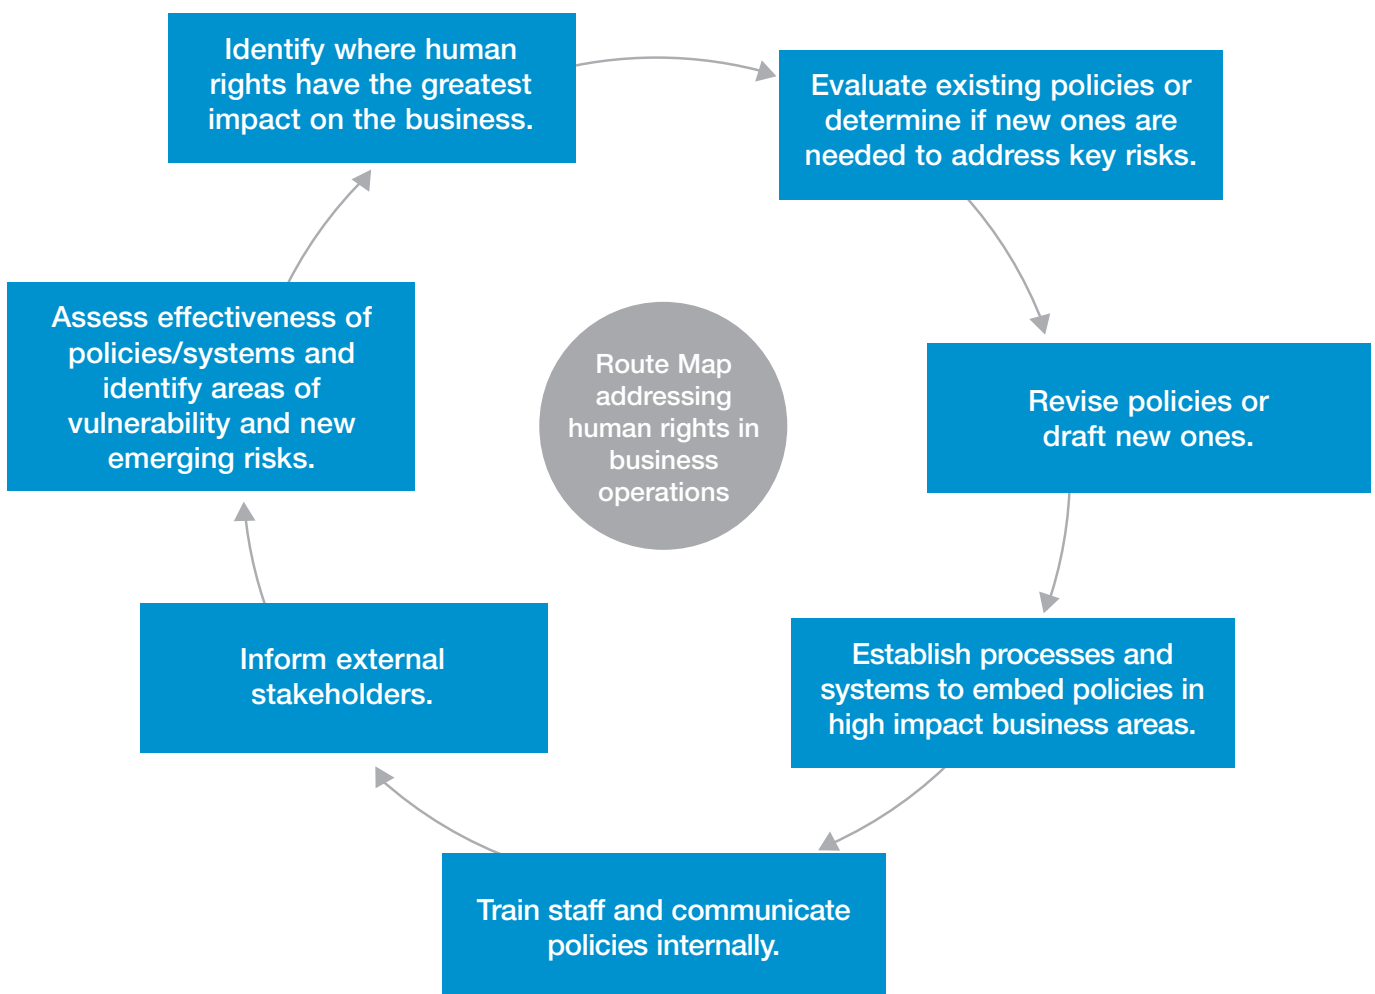 Identify where human
rights have the greatest
impact on the business.
Evaluate existing policies or
determine if new ones are
needed to address key risks.
Revise policies or
draft new ones.
Establish processes and
systems to embed policies in
high impact business areas.
Train staff and communicate
policies internally.
Inform external
stakeholders.
Assess effectiveness of
policies/systems and
identify areas of
vulnerability and new
emerging risks.
Route Map
addressing
human rights in
business
operations